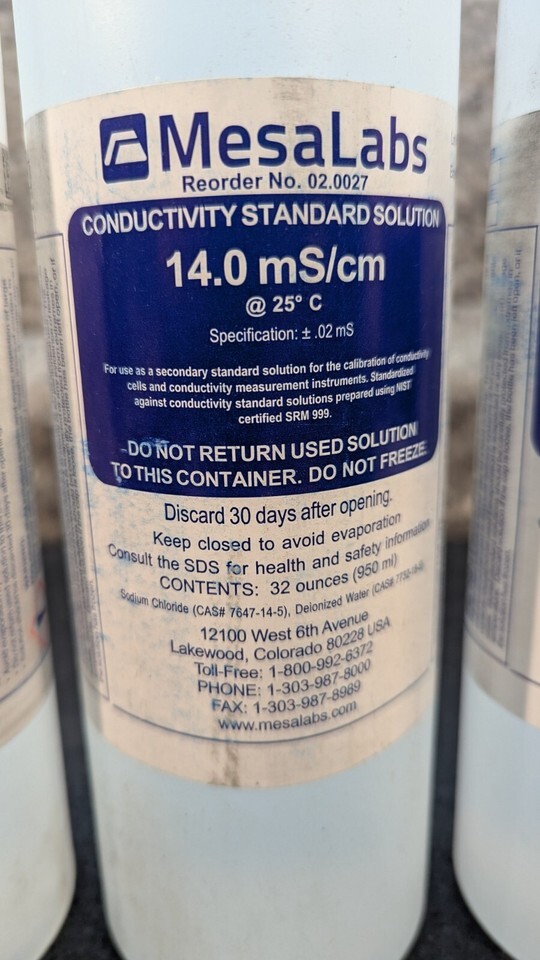 MesaLabs
Reorder No. 02.0027
CONDUCTIVITY STANDARD SOLUTION
14.0 mS/cm
@ 25° C
Specification: ± .02 mS
For use as a secondary standard solution for the calibration of conductivity
cells and conductivity measurement instruments. Standardized
against conductivity standard solutions prepared using NIST
certified SRM 999.
DO NOT RETURN USED SOLUTION
TO THIS CONTAINER. DO NOT FREEZE.
Discard 30 days after opening.
Keep closed to avoid evaporation
Consult the SDS for health and safety information
CONTENTS: 32 ounces (950 ml)
Sodium Chloride (CAS# 7647-14-5), Deionized Water (CAS# 7732-18-5)
12100 West 6th Avenue
Lakewood, Colorado 80228 USA
Toll-Free: 1-800-992-6372
PHONE: 1-303-987-8000
FAX: 1-303-987-8989
www.mesalabs.com